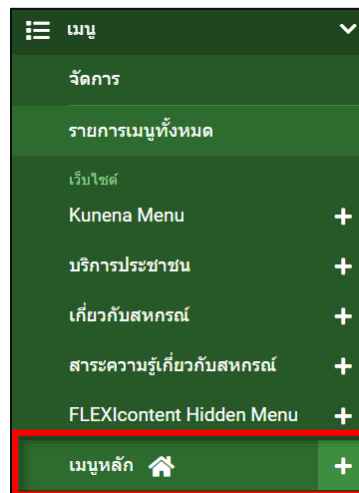 เมนู
จัดการ
รายการเมนูทั้งหมด
เว็บไซต์
Kunena Menu
บริการประชาชน
เกี่ยวกับสหกรณ์
สาระความรู้เกี่ยวกับสหกรณ์
FLEXIcontent Hidden Menu
เมนูหลัก